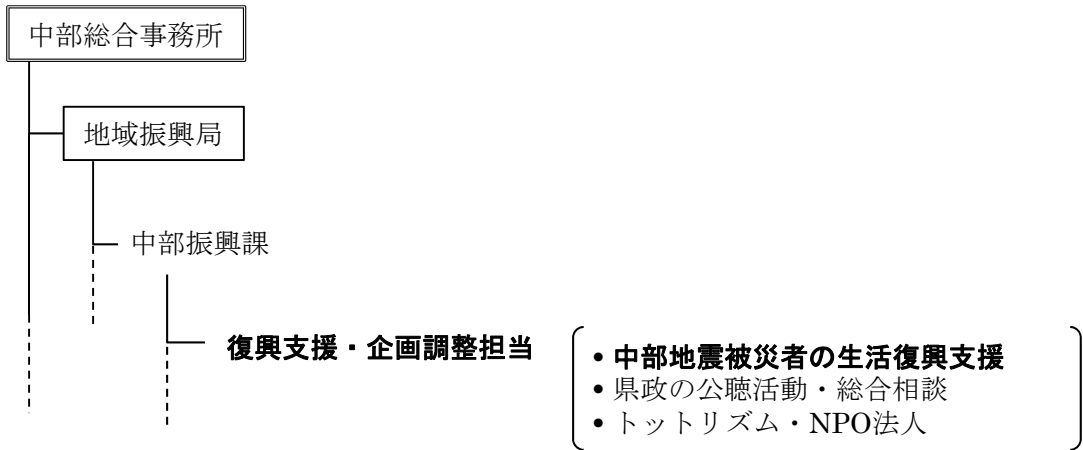 中部総合事務所
地域振興局
中部振興課
復興支援・企画調整担当
• 中部地震被災者の生活復興支援
• 県政の公聴活動・総合相談
• トットリズム・NPO法人